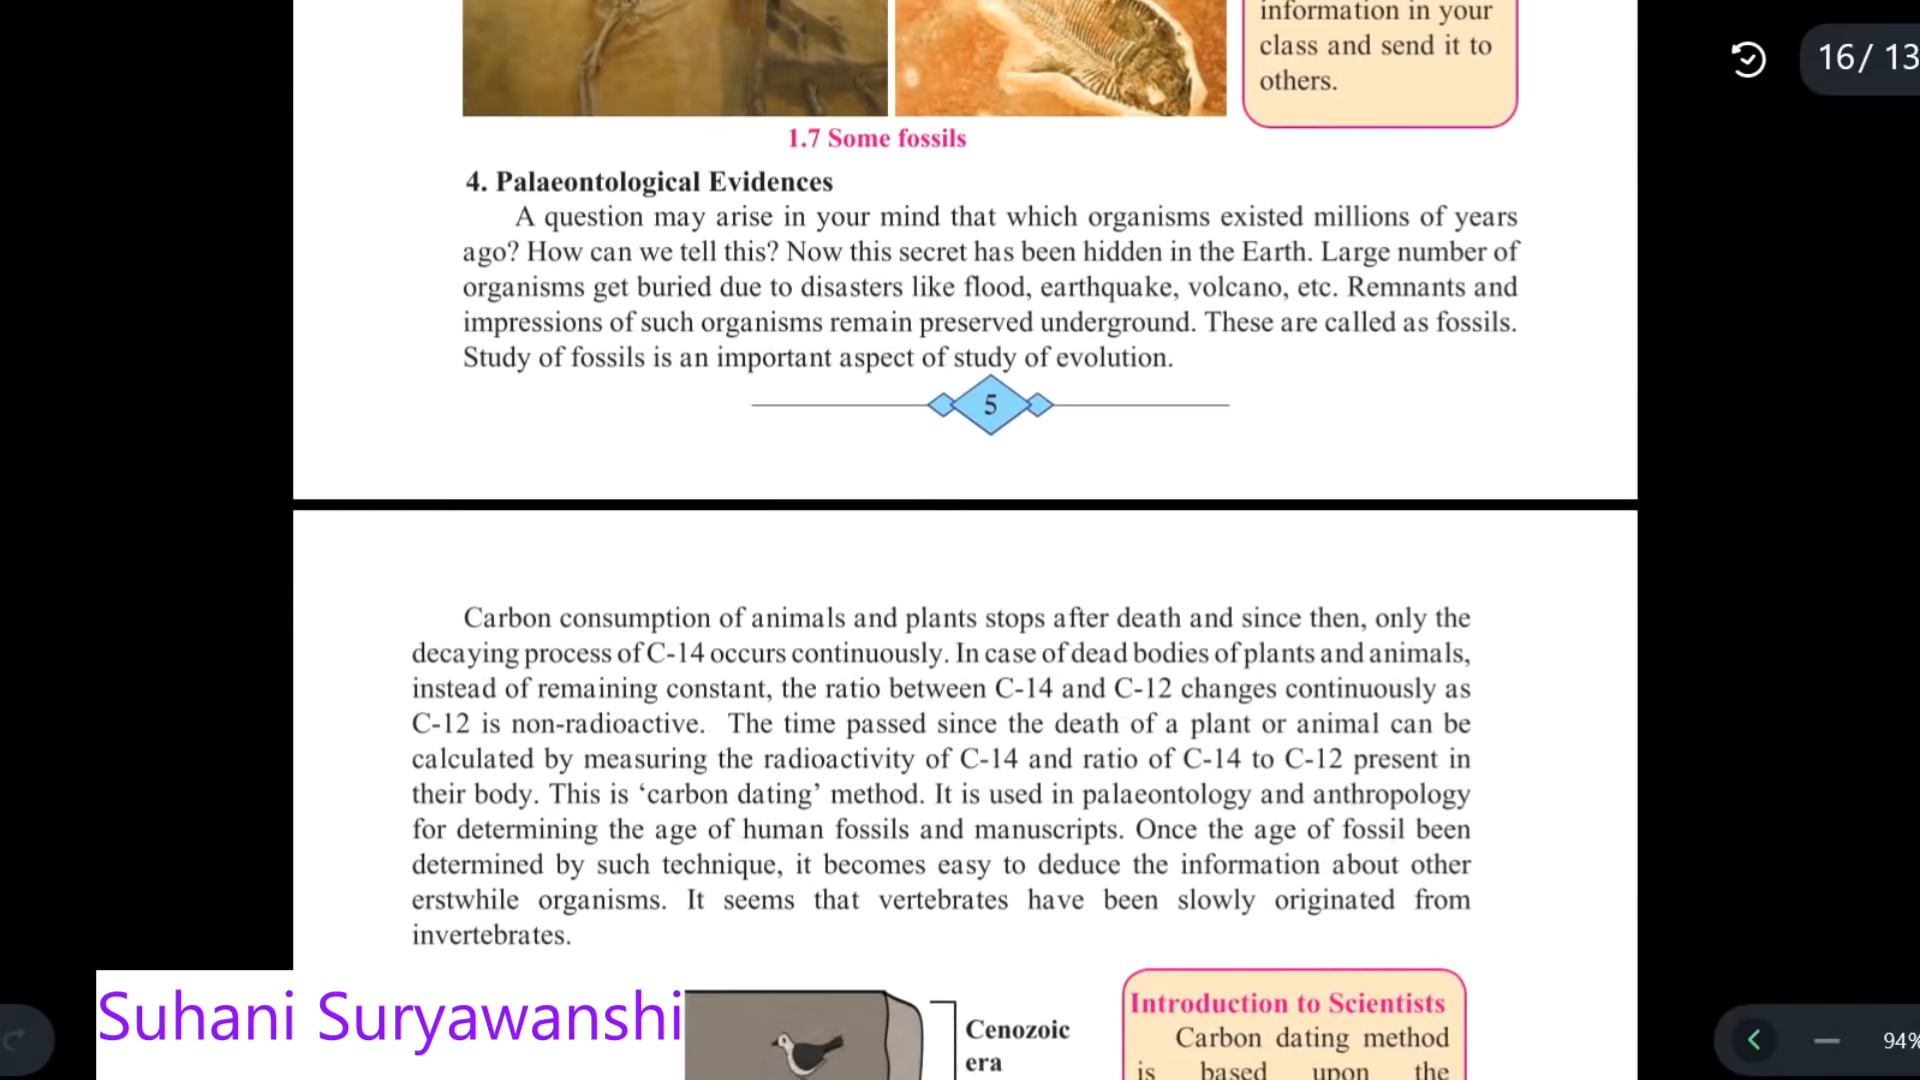 information in your
class and send it to
others.
16/ 13
1.7 Some fossils
4. Palaeontological Evidences
A question may arise in your mind that which organisms existed millions of years
ago? How can we tell this? Now this secret has been hidden in the Earth. Large number of
organisms get buried due to disasters like flood, earthquake, volcano, etc. Remnants and
impressions of such organisms remain preserved underground. These are called as fossils.
Study of fossils is an important aspect of study of evolution.
5
Carbon consumption of animals and plants stops after death and since then, only the
decaying process of C-14 occurs continuously. In case of dead bodies of plants and animals,
instead of remaining constant, the ratio between C-14 and C-12 changes continuously as
C-12 is non-radioactive. The time passed since the death of a plant or animal can be
calculated by measuring the radioactivity of C-14 and ratio of C-14 to C-12 present in
their body. This is ‘carbon dating’ method. It is used in palaeontology and anthropology
for determining the age of human fossils and manuscripts. Once the age of fossil been
determined by such technique, it becomes easy to deduce the information about other
erstwhile organisms. It seems that vertebrates have been slowly originated from
invertebrates.
Suhani Suryawanshi
Cenozoic
era
Introduction to Scientists
Carbon dating method
is based upon the
94%